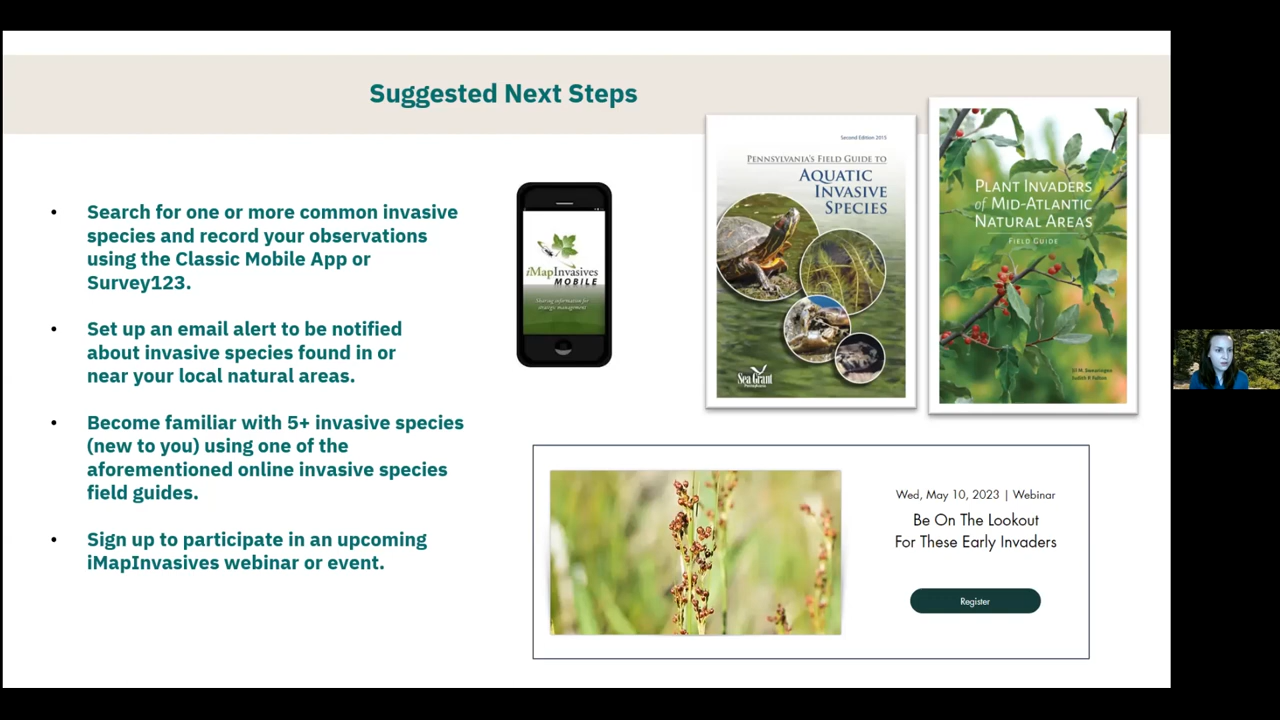 Suggested Next Steps
• Search for one or more common invasive
species and record your observations
using the Classic Mobile App or
Survey123.
• Set up an email alert to be notified
about invasive species found in or
near your local natural areas.
• Become familiar with 5+ invasive species
(new to you) using one of the
aforementioned online invasive species
field guides.
• Sign up to participate in an upcoming
iMapInvasives webinar or event.
iMapInvasives
MOBILE
Sharing information for
strategic management
Second Edition 2015
PENNSYLVANIA'S FIELD GUIDE TO
AQUATIC
INVASIVE
SPECIES
Sea Grant
Pennsylvania
PLANT INVADERS
of MID-ATLANTIC
NATURAL AREAS
FIELD GUIDE
Wed, May 10, 2023 | Webinar
Be On The Lookout
For These Early Invaders
Register